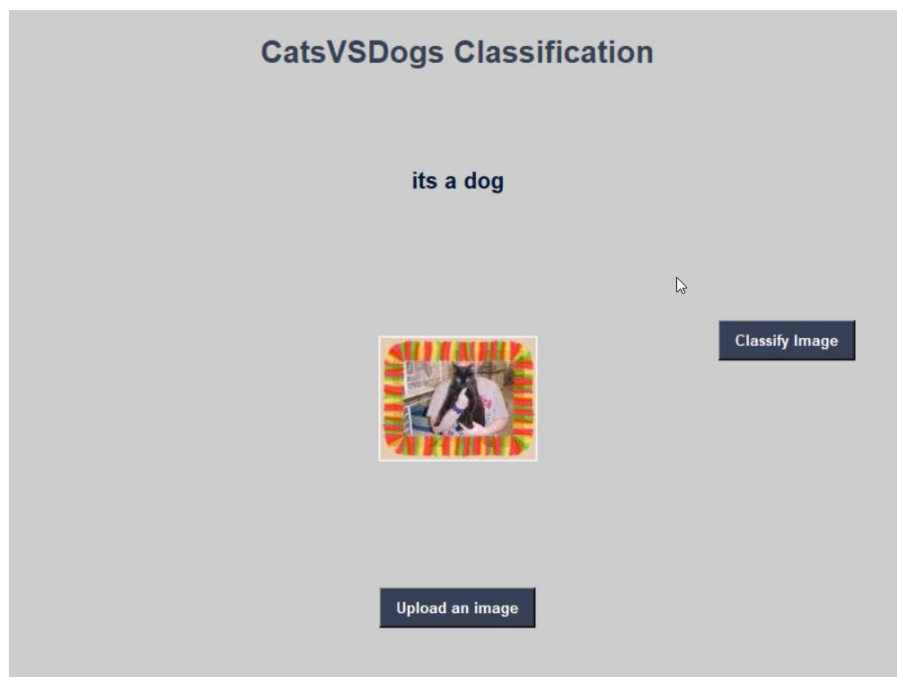 CatsVSDogs Classification
its a dog
Classify Image
Upload an image